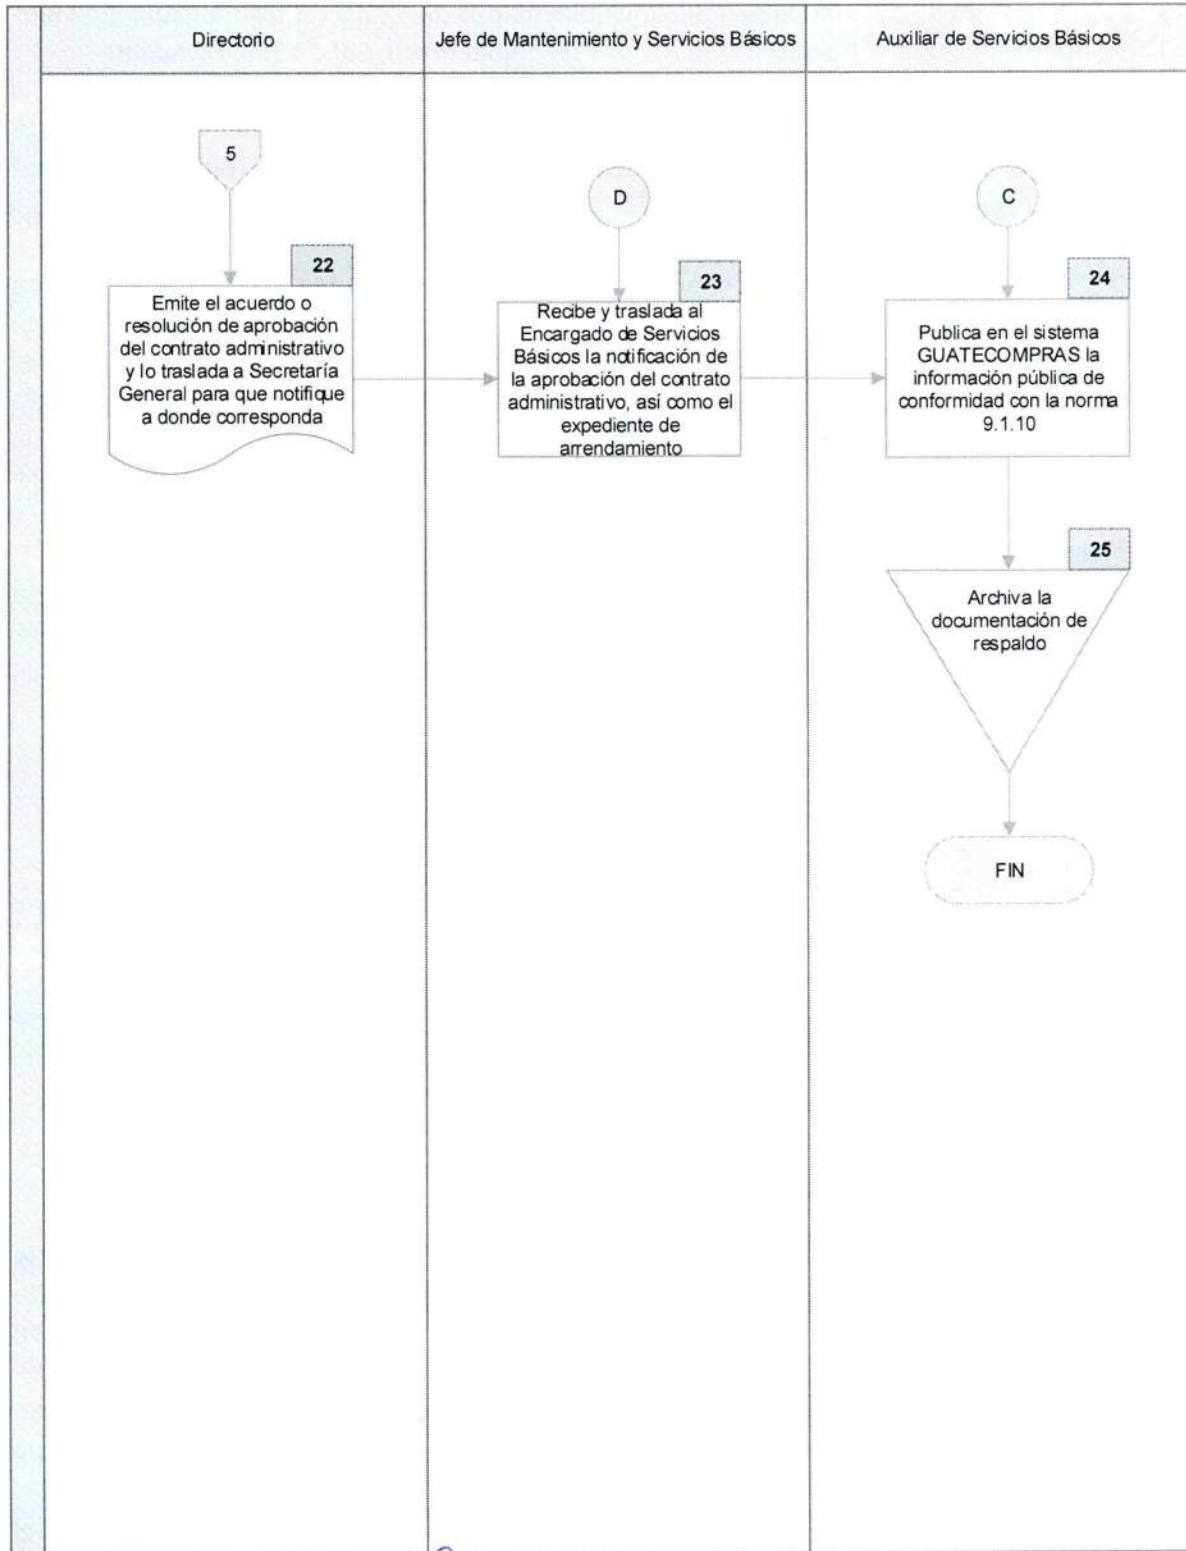 Directorio
Jefe de Mantenimiento y Servicios Básicos
Auxiliar de Servicios Básicos
5
22
Emite el acuerdo o
resolución de aprobación
del contrato administrativo
y lo traslada a Secretaría
General para que notifique
a donde corresponda
D
23
Recibe y traslada al
Encargado de Servicios
Básicos la notificación de
la aprobación del contrato
administrativo, así como el
expediente de
arrendamiento
C
24
Publica en el sistema
GUATECOMPRAS la
información pública de
conformidad con la norma
9.1.10
25
Archiva la
documentación de
respaldo
FIN